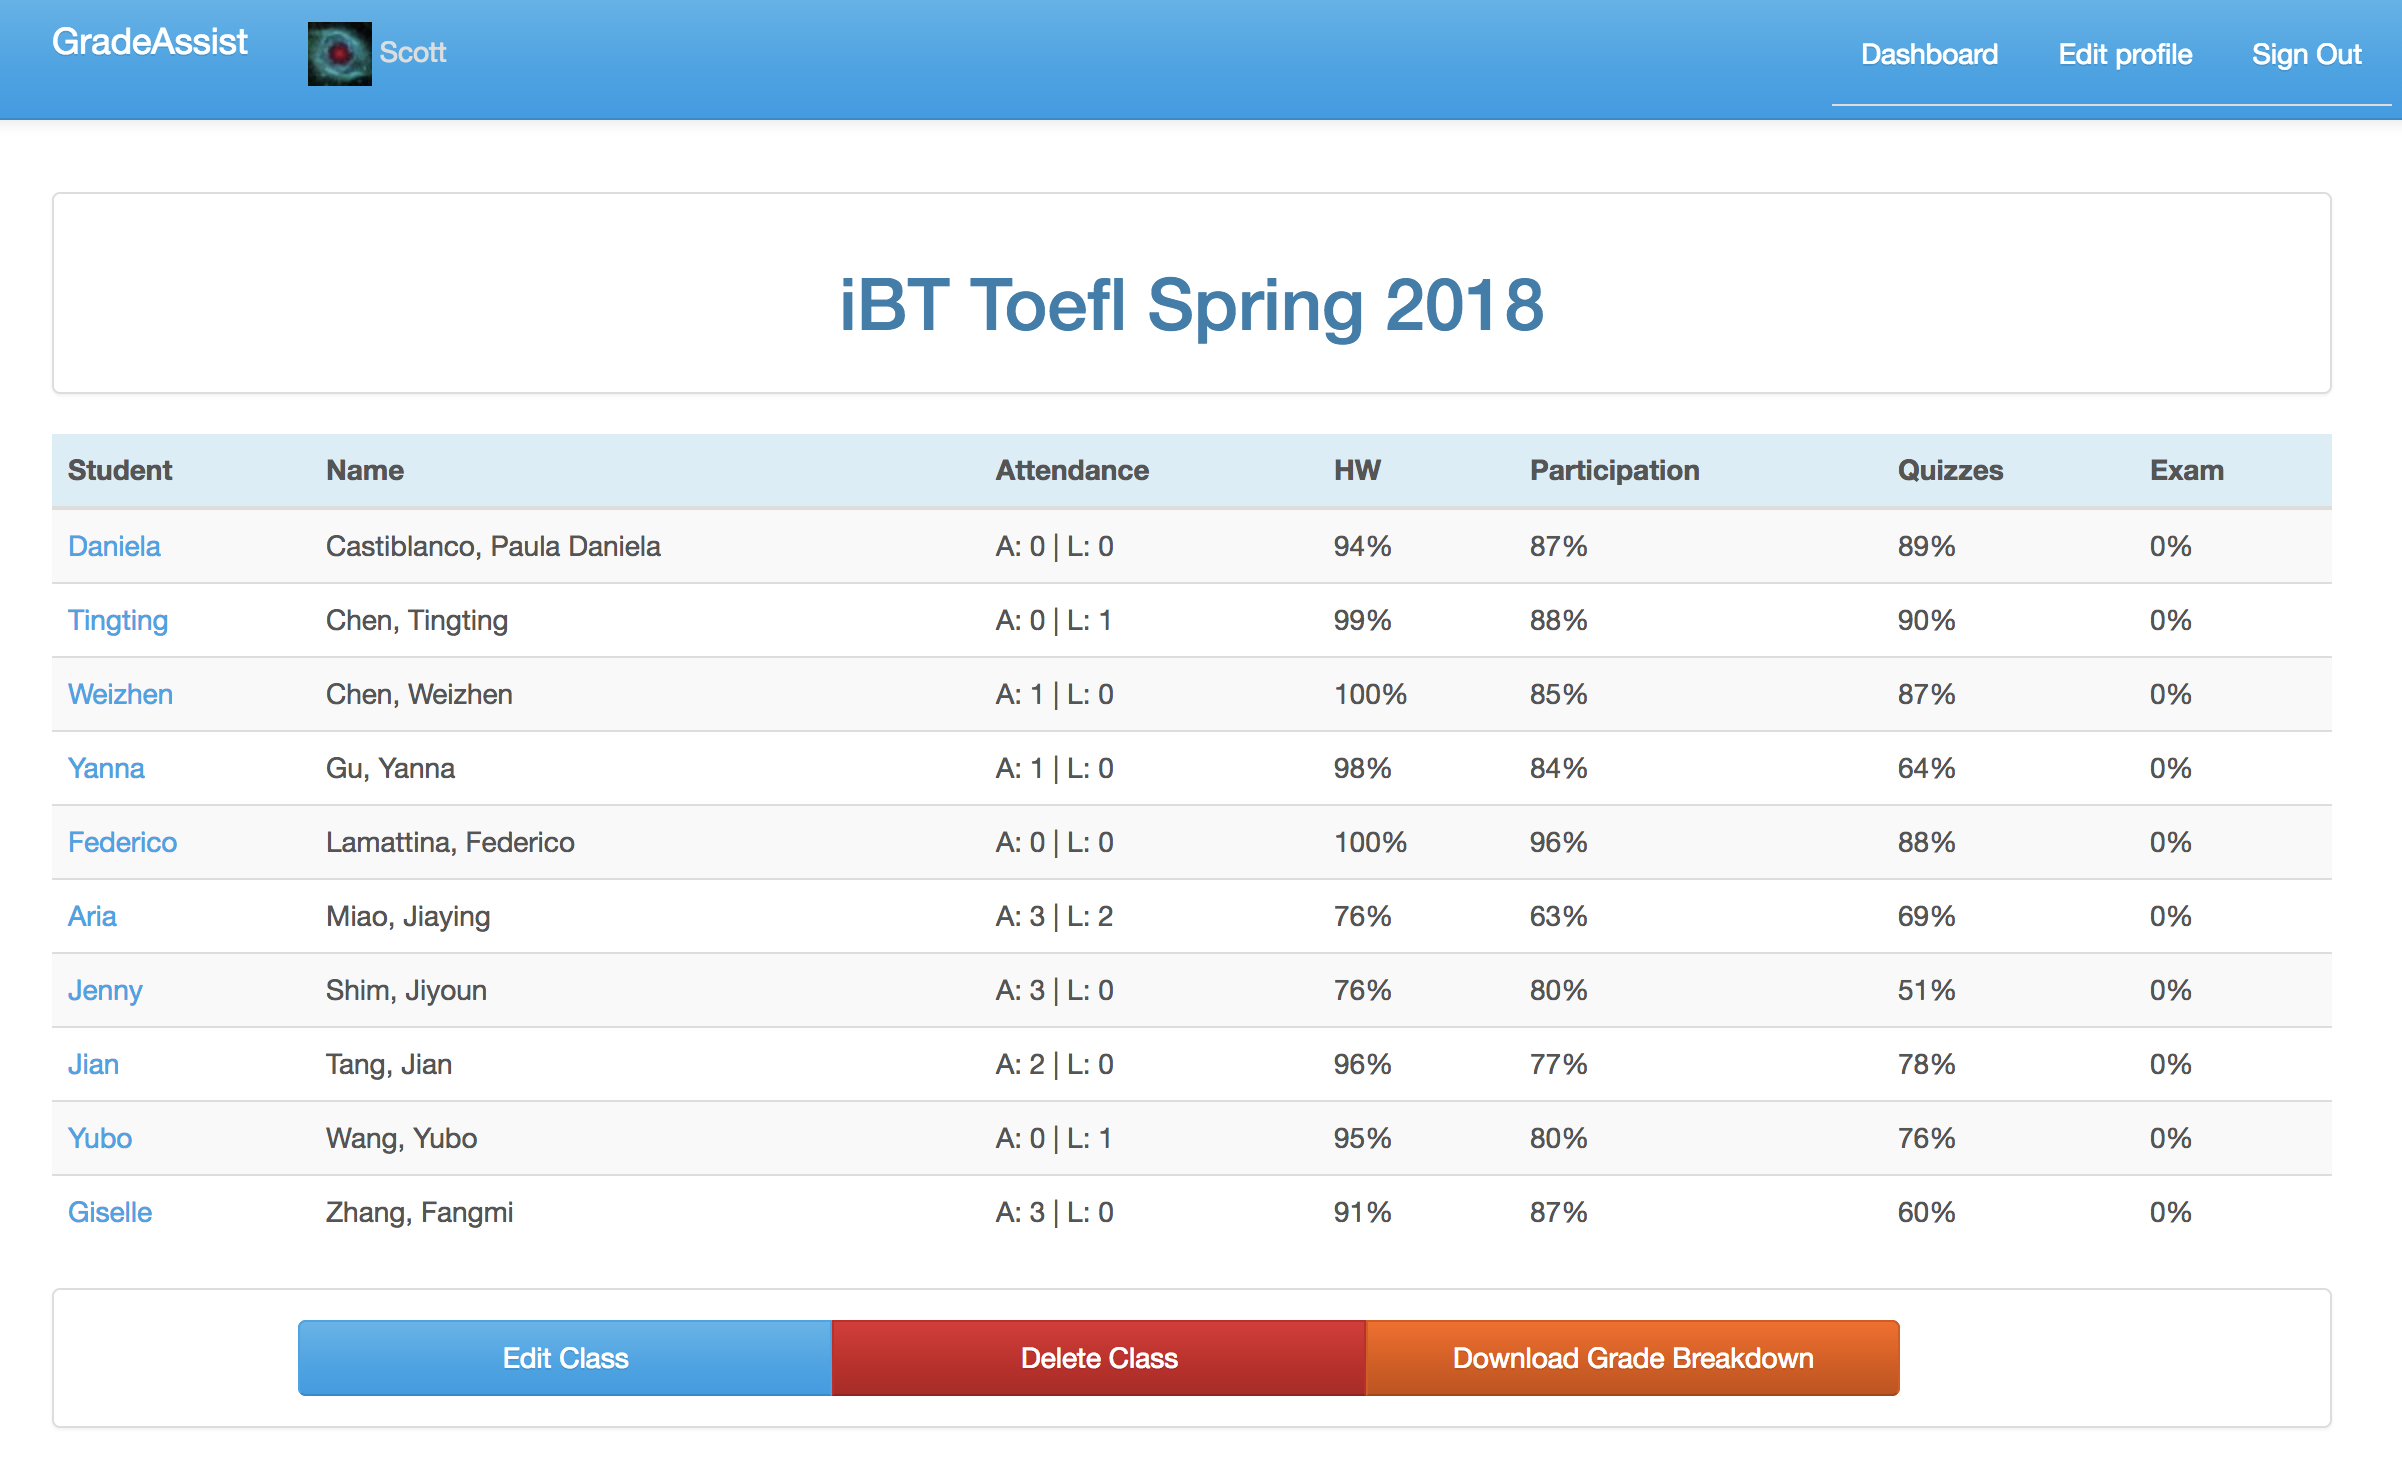 GradeAssist Scott Dashboard Edit profile Sign Out
iBT Toefl Spring 2018
Student Name Attendance HW Participation Quizzes Exam
Daniela Castiblanco, Paula Daniela A: 0 | L: 0 94% 87% 89% 0%
Tingting Chen, Tingting A: 0 | L: 1 99% 88% 90% 0%
Weizhen Chen, Weizhen A: 1 | L: 0 100% 85% 87% 0%
Yanna Gu, Yanna A: 1 | L: 0 98% 84% 64% 0%
Federico Lamattina, Federico A: 0 | L: 0 100% 96% 88% 0%
Aria Miao, Jiaying A: 3 | L: 2 76% 63% 69% 0%
Jenny Shim, Jiyoun A: 3 | L: 0 76% 80% 51% 0%
Jian Tang, Jian A: 2 | L: 0 96% 77% 78% 0%
Yubo Wang, Yubo A: 0 | L: 1 95% 80% 76% 0%
Giselle Zhang, Fangmi A: 3 | L: 0 91% 87% 60% 0%
Edit Class Delete Class Download Grade Breakdown